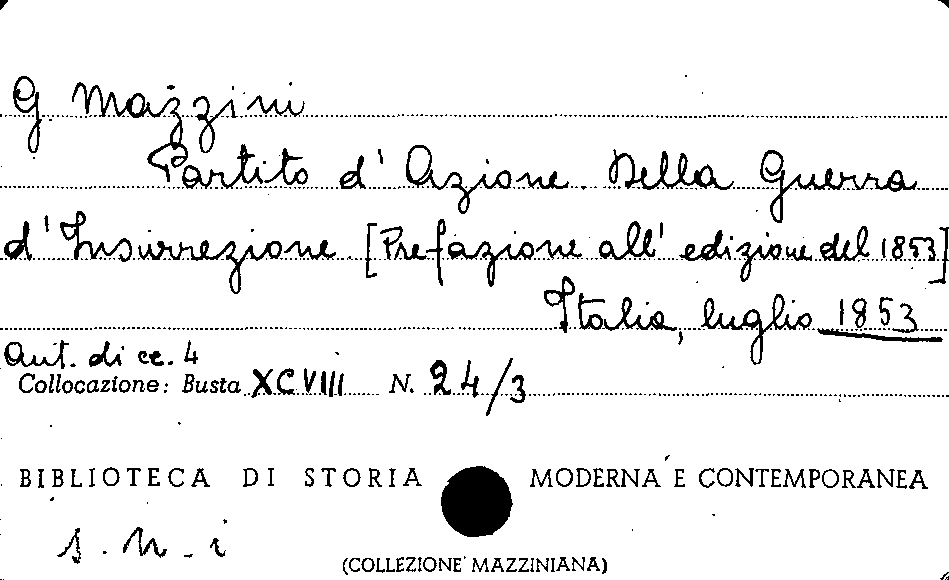 G. Mazzini
Partito d'Azione. Della Guerra
d'Insurrezione. [Prefazione all' edizione del 1853]
Italia, luglio 1853
Aut. di cc. 4
Collocazione: Busta XCVIII N. 24/3
BIBLIOTECA DI STORIA MODERNA E CONTEMPORANEA
s. n - i
(COLLEZIONE MAZZINIANA)